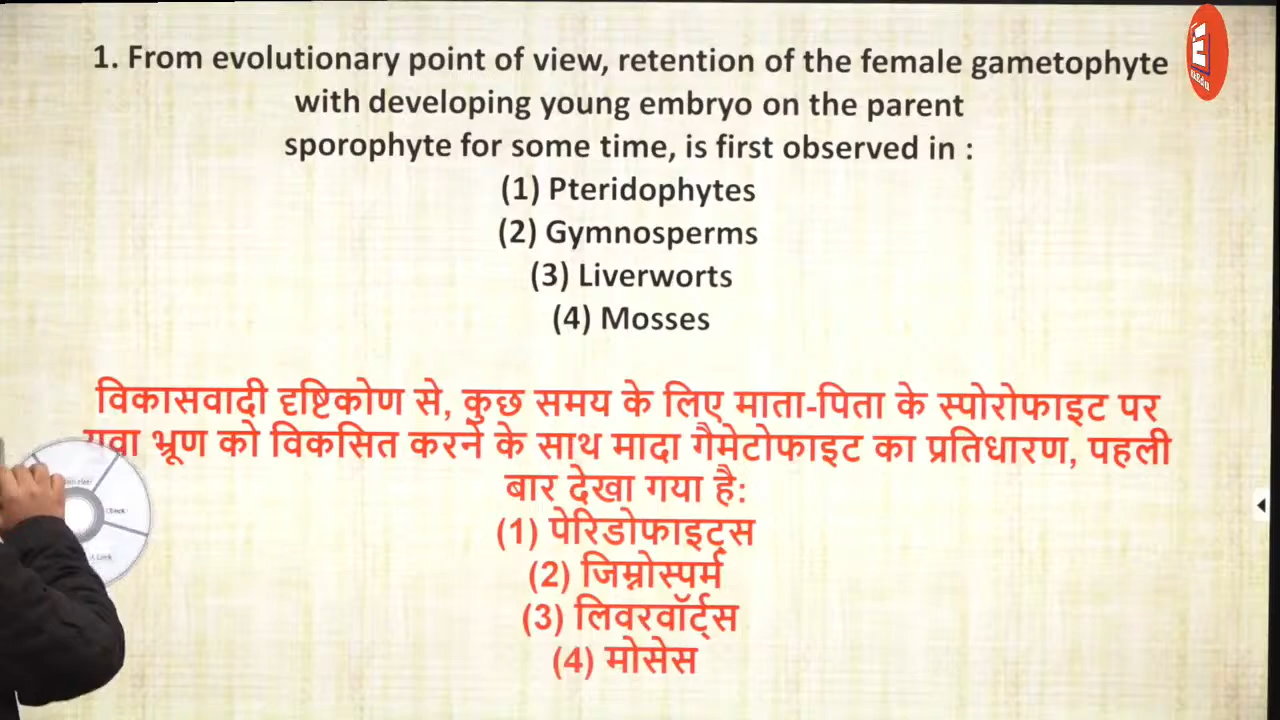 1. From evolutionary point of view, retention of the female gametophyte
with developing young embryo on the parent
sporophyte for some time, is first observed in :
(1) Pteridophytes
(2) Gymnosperms
(3) Liverworts
(4) Mosses
विकासवादी दृष्टिकोण से, कुछ समय के लिए माता-पिता के स्पोरोफाइट पर
भ्रूण को विकसित करने के साथ मादा गैमेटोफाइट का प्रतिधारण, पहली
बार देखा गया है:
(1) पेरिडोफाइट्स
(2) जिम्नोस्पर्म
(3) लिवरवॉर्ट्स
(4) मोसेस